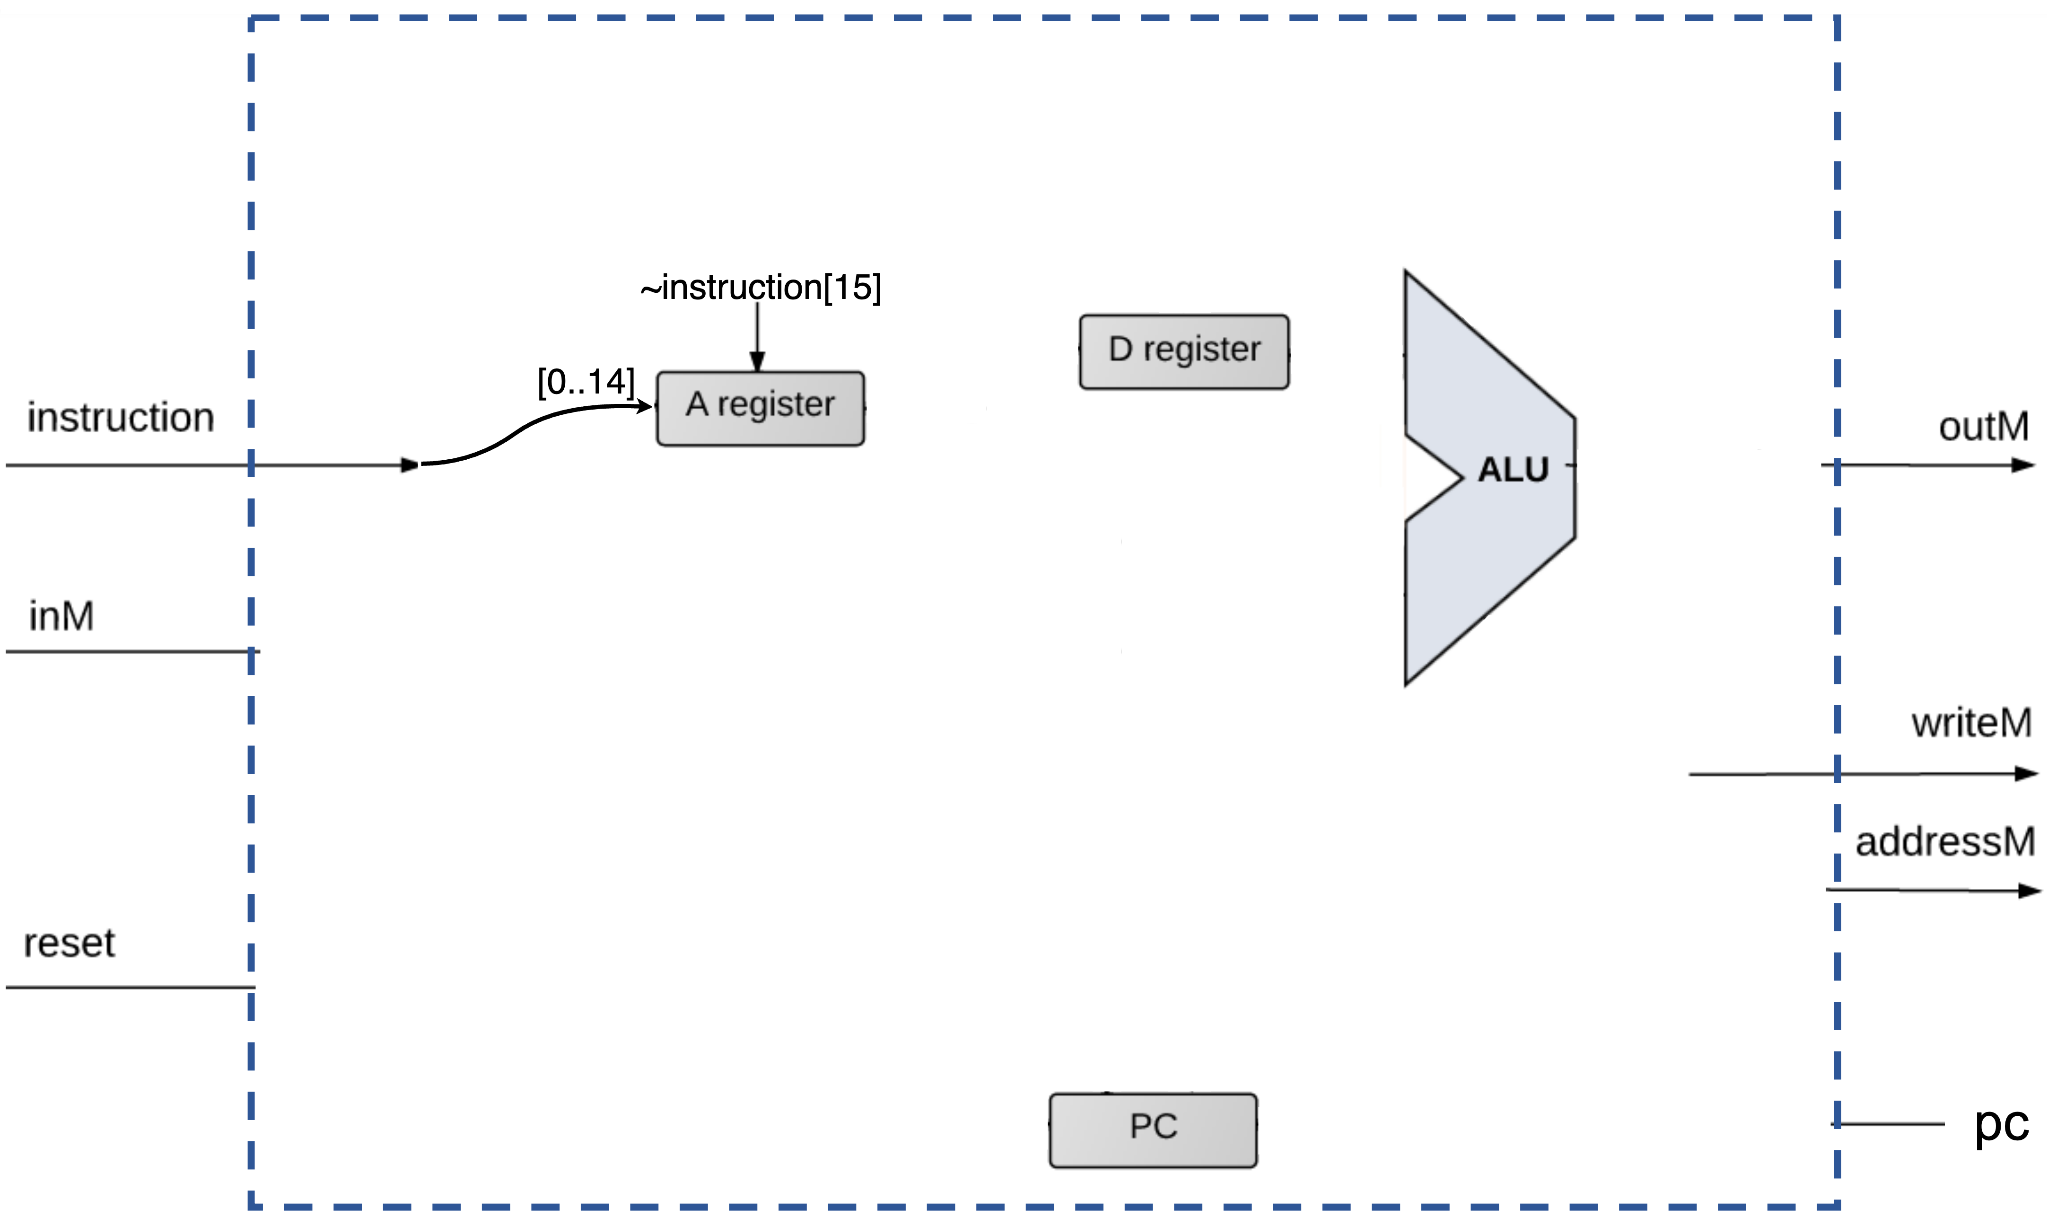 ~instruction[15]
D register
[0..14]
A register
instruction
outM
ALU
inM
writeM
addressM
reset
PC
pc